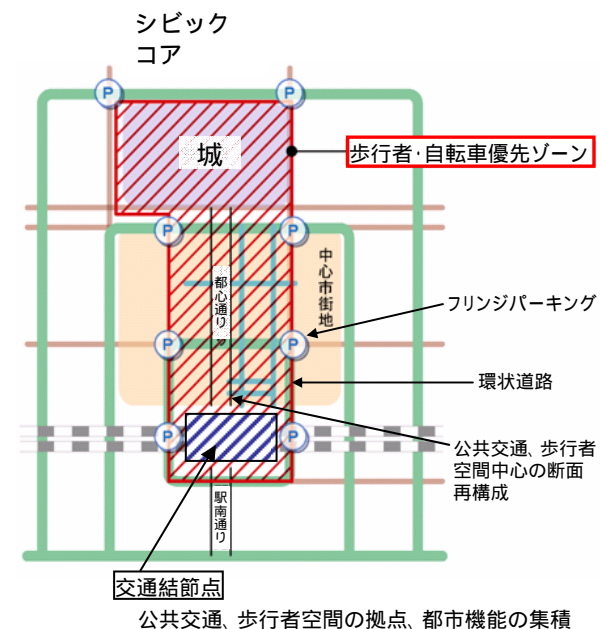 シビック
コア
P
P
城
歩行者・自転車優先ゾーン
P
P
中心市街地
都心通り
フリンジパーキング
P
P
環状道路
P
P
公共交通、歩行者
空間中心の断面
再構成
駅南通り
交通結節点
公共交通、歩行者空間の拠点、都市機能の集積